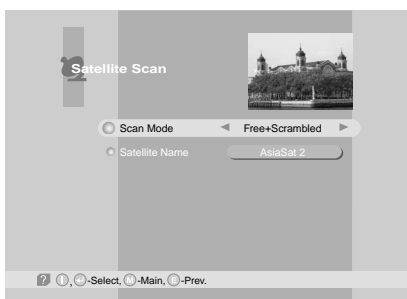 Satellite Scan
Scan Mode ◀ Free+Scrambled ▶
Satellite Name AsiaSat 2
? , -Select, M -Main, E -Prev.